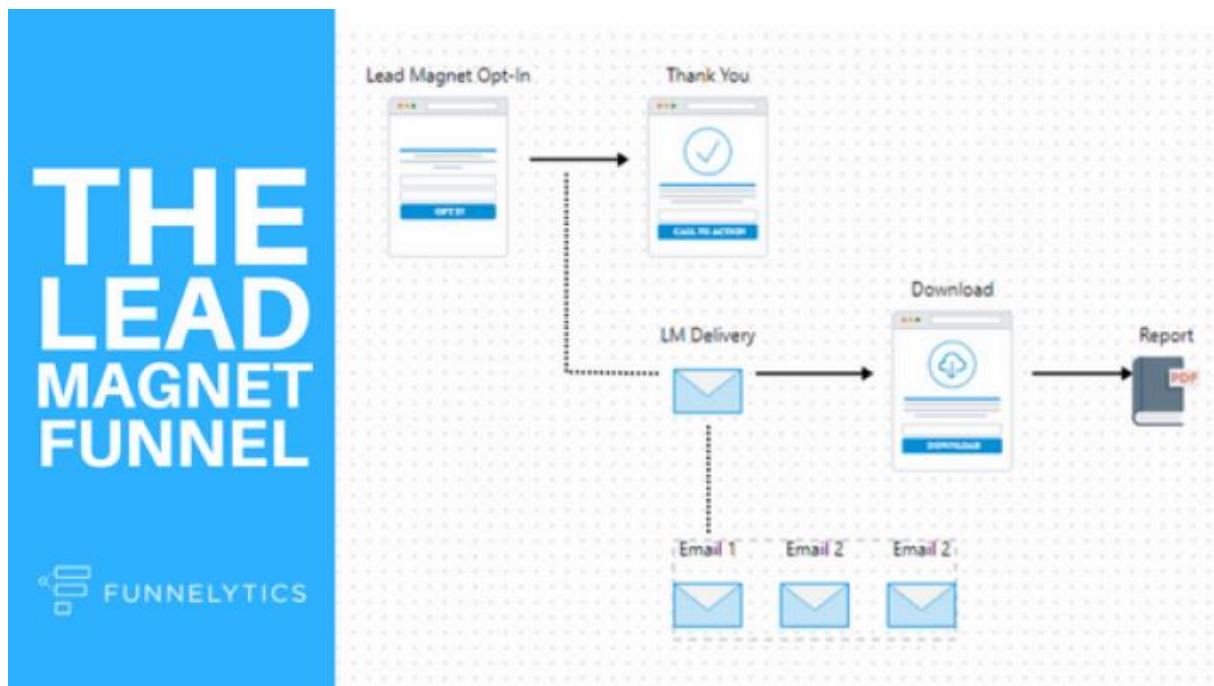 THE
LEAD
MAGNET
FUNNEL
FUNNELYTICS
Lead Magnet Opt-In
Thank You
OPT IN
CALL TO ACTION
Download
LM Delivery
Report
PDF
DOWNLOAD
Email 1
Email 2
Email 2